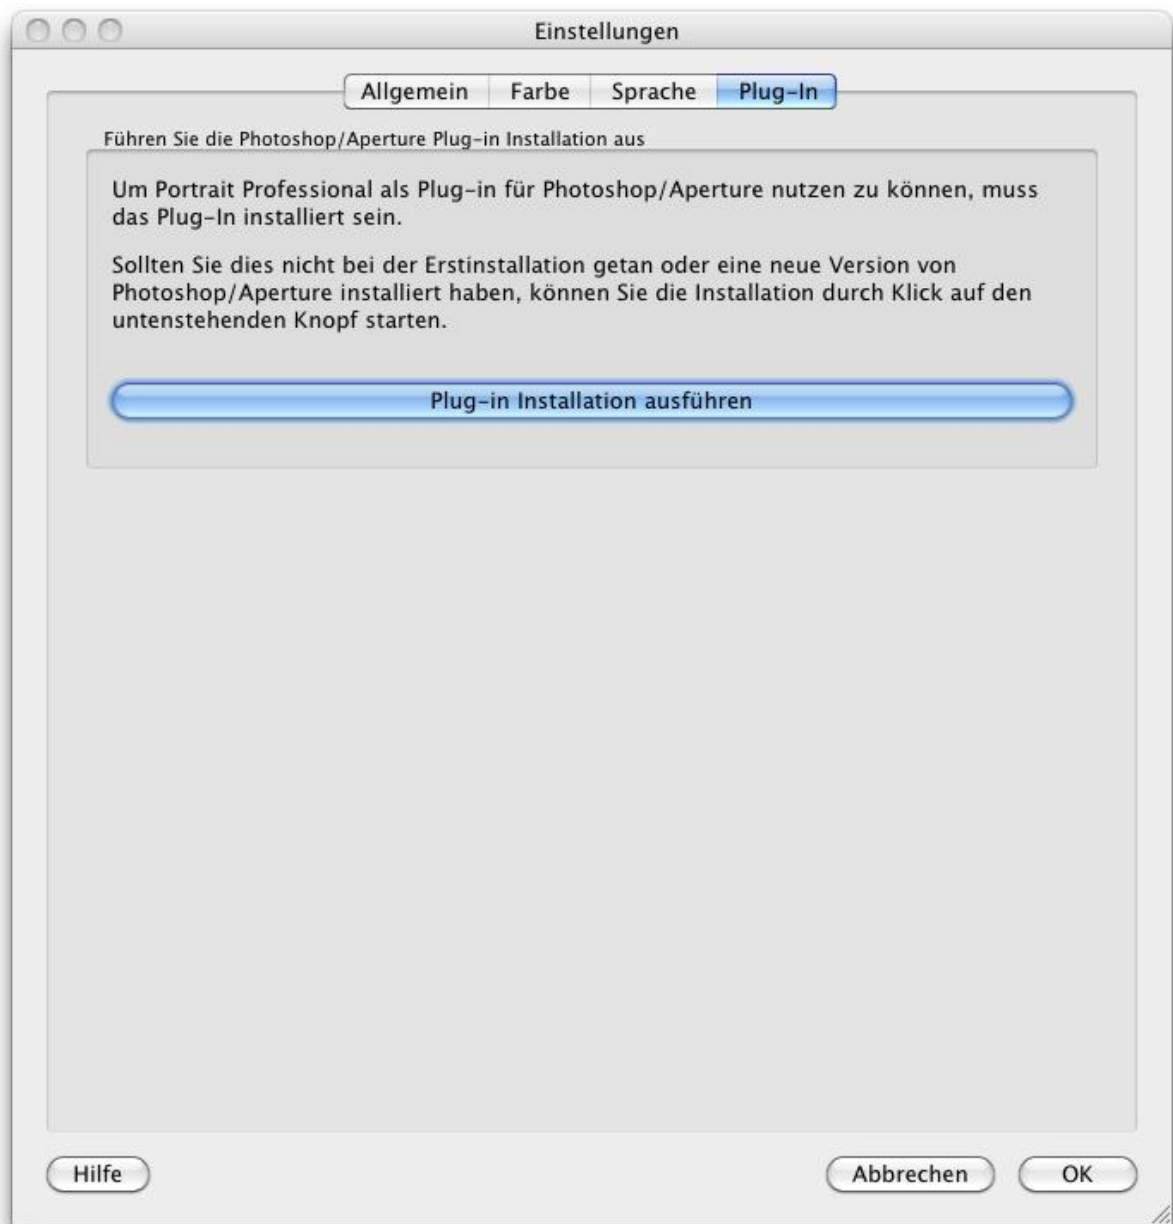 Einstellungen
Allgemein Farbe Sprache Plug-In
Führen Sie die Photoshop/Aperture Plug-in Installation aus
Um Portrait Professional als Plug-in für Photoshop/Aperture nutzen zu können, muss
das Plug-In installiert sein.
Sollten Sie dies nicht bei der Erstinstallation getan oder eine neue Version von
Photoshop/Aperture installiert haben, können Sie die Installation durch Klick auf den
untenstehenden Knopf starten.
Plug-in Installation ausführen
Hilfe Abbrechen OK